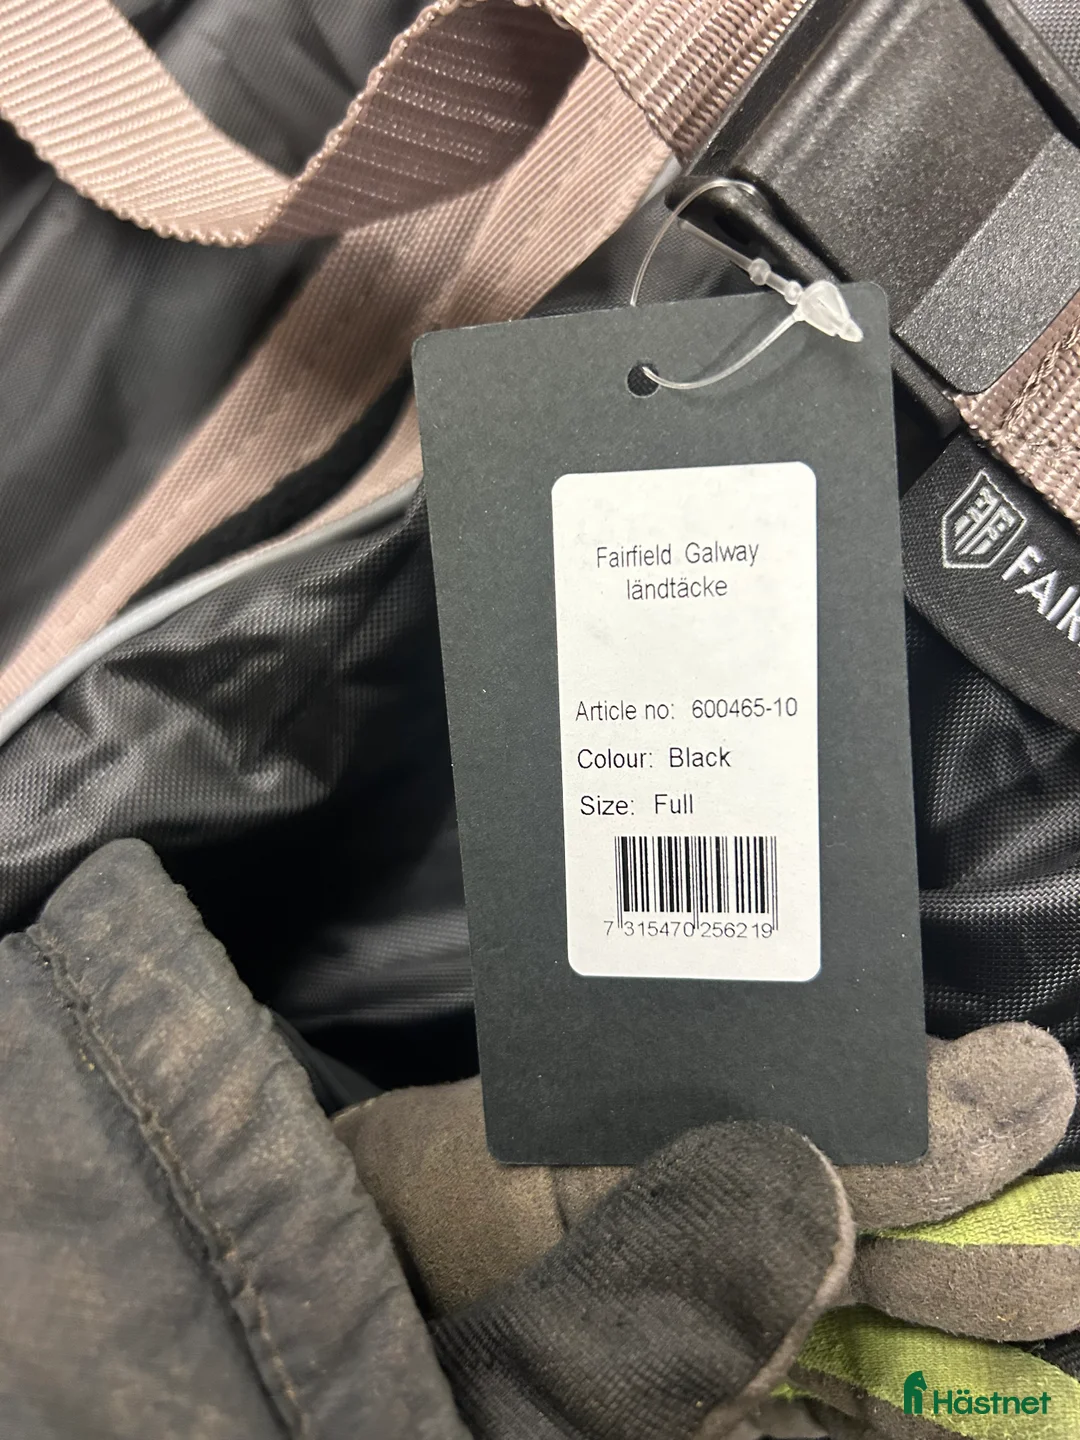 Fairfield Galway
ländtäcke
Article no: 600465-10
Colour: Black
Size: Full
7 315470 256219
FAIR
Hästnet